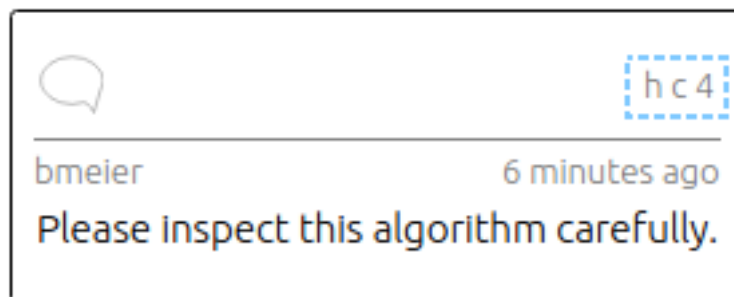 h c 4
bmeier 6 minutes ago
Please inspect this algorithm carefully.